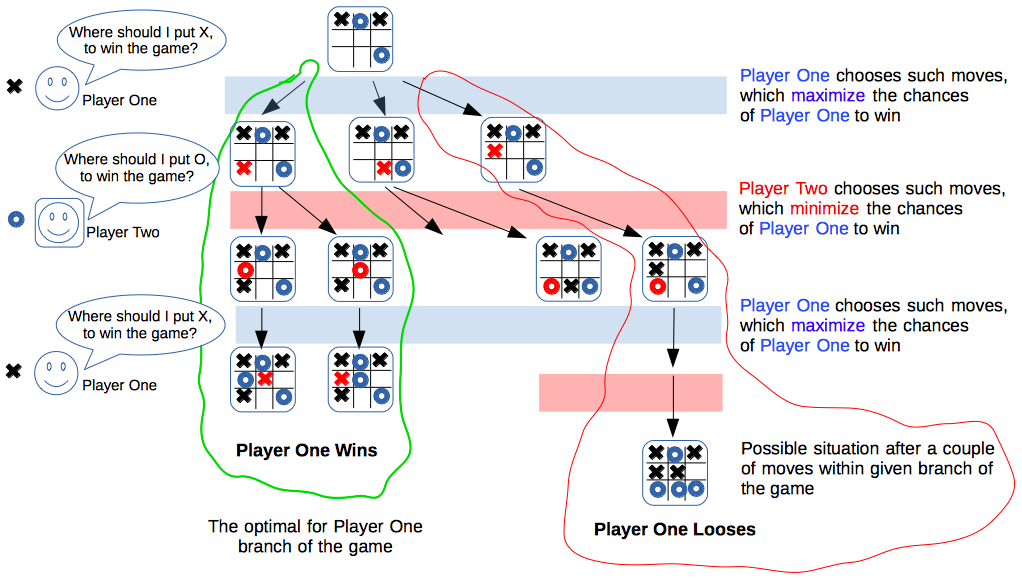 Where should I put X,
to win the game?
Player One
Player One chooses such moves,
which maximize the chances
of Player One to win
Where should I put O,
to win the game?
Player Two
Player Two chooses such moves,
which minimize the chances
of Player One to win
Where should I put X,
to win the game?
Player One
Player One chooses such moves,
which maximize the chances
of Player One to win
Player One Wins
Possible situation after a couple
of moves within given branch of
the game
The optimal for Player One
branch of the game
Player One Looses